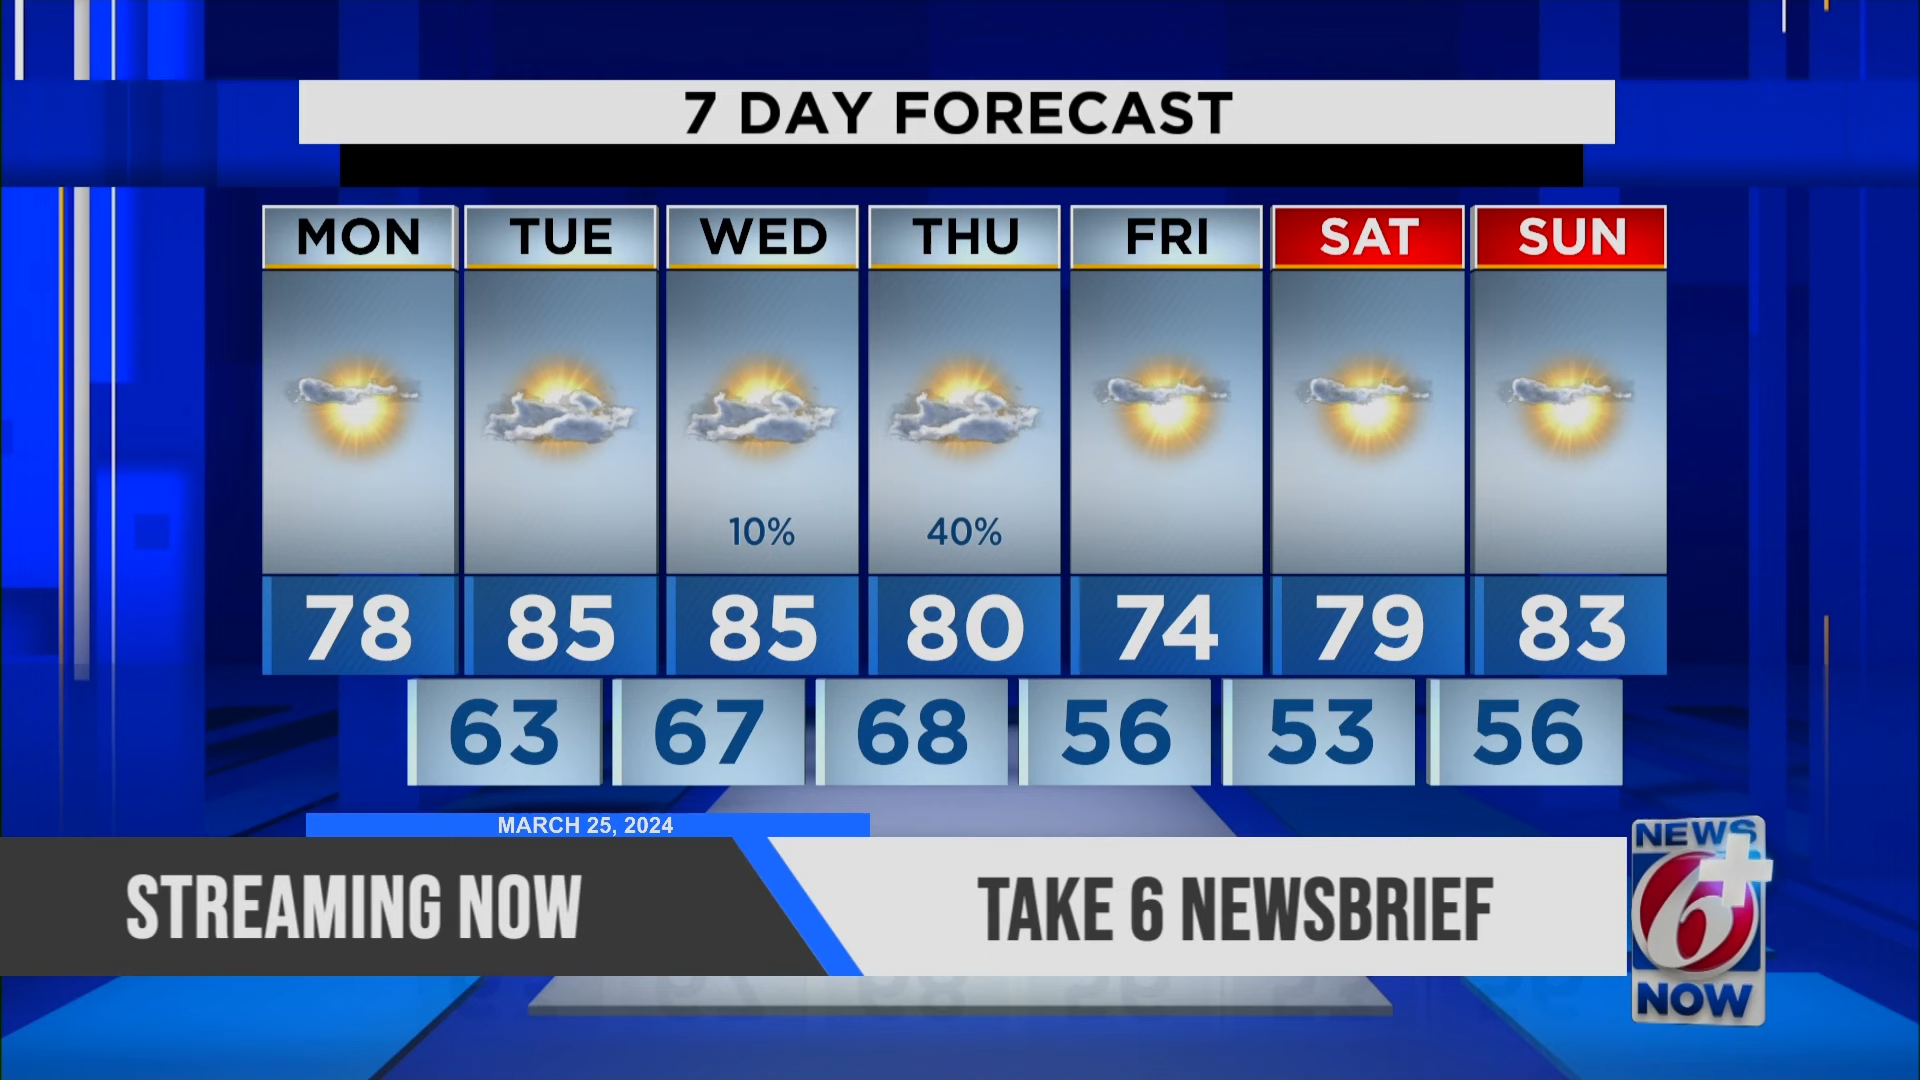 7 DAY FORECAST
MON TUE WED THU FRI SAT SUN
10% 40%
78 85 85 80 74 79 83
63 67 68 56 53 56
MARCH 25, 2024
STREAMING NOW
TAKE 6 NEWSBRIEF
NEWS
6+
NOW